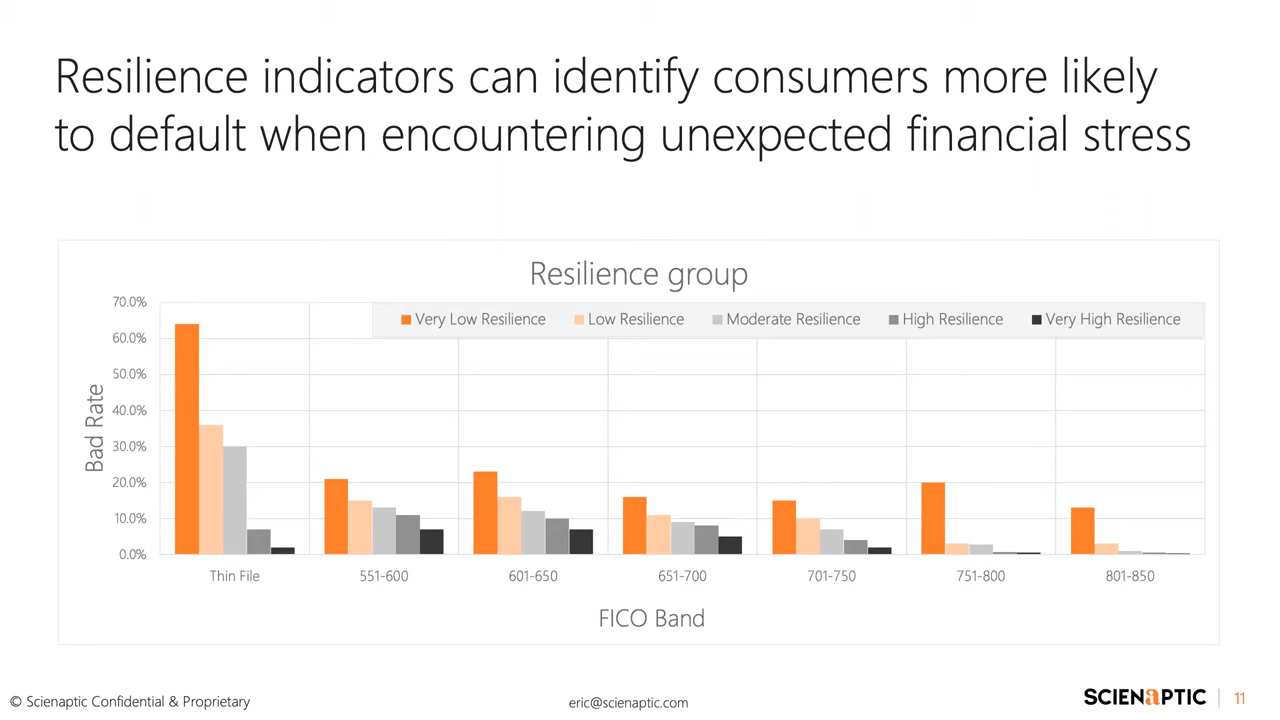 Resilience indicators can identify consumers more likely
to default when encountering unexpected financial stress
Resilience group
Very Low Resilience Low Resilience Moderate Resilience High Resilience Very High Resilience
Bad Rate
70.0%
60.0%
50.0%
40.0%
30.0%
20.0%
10.0%
0.0%
Thin File 551-600 601-650 651-700 701-750 751-800 801-850
FICO Band
© Scienaptic Confidential & Proprietary
eric@scienaptic.com
SCIENAPTIC
11